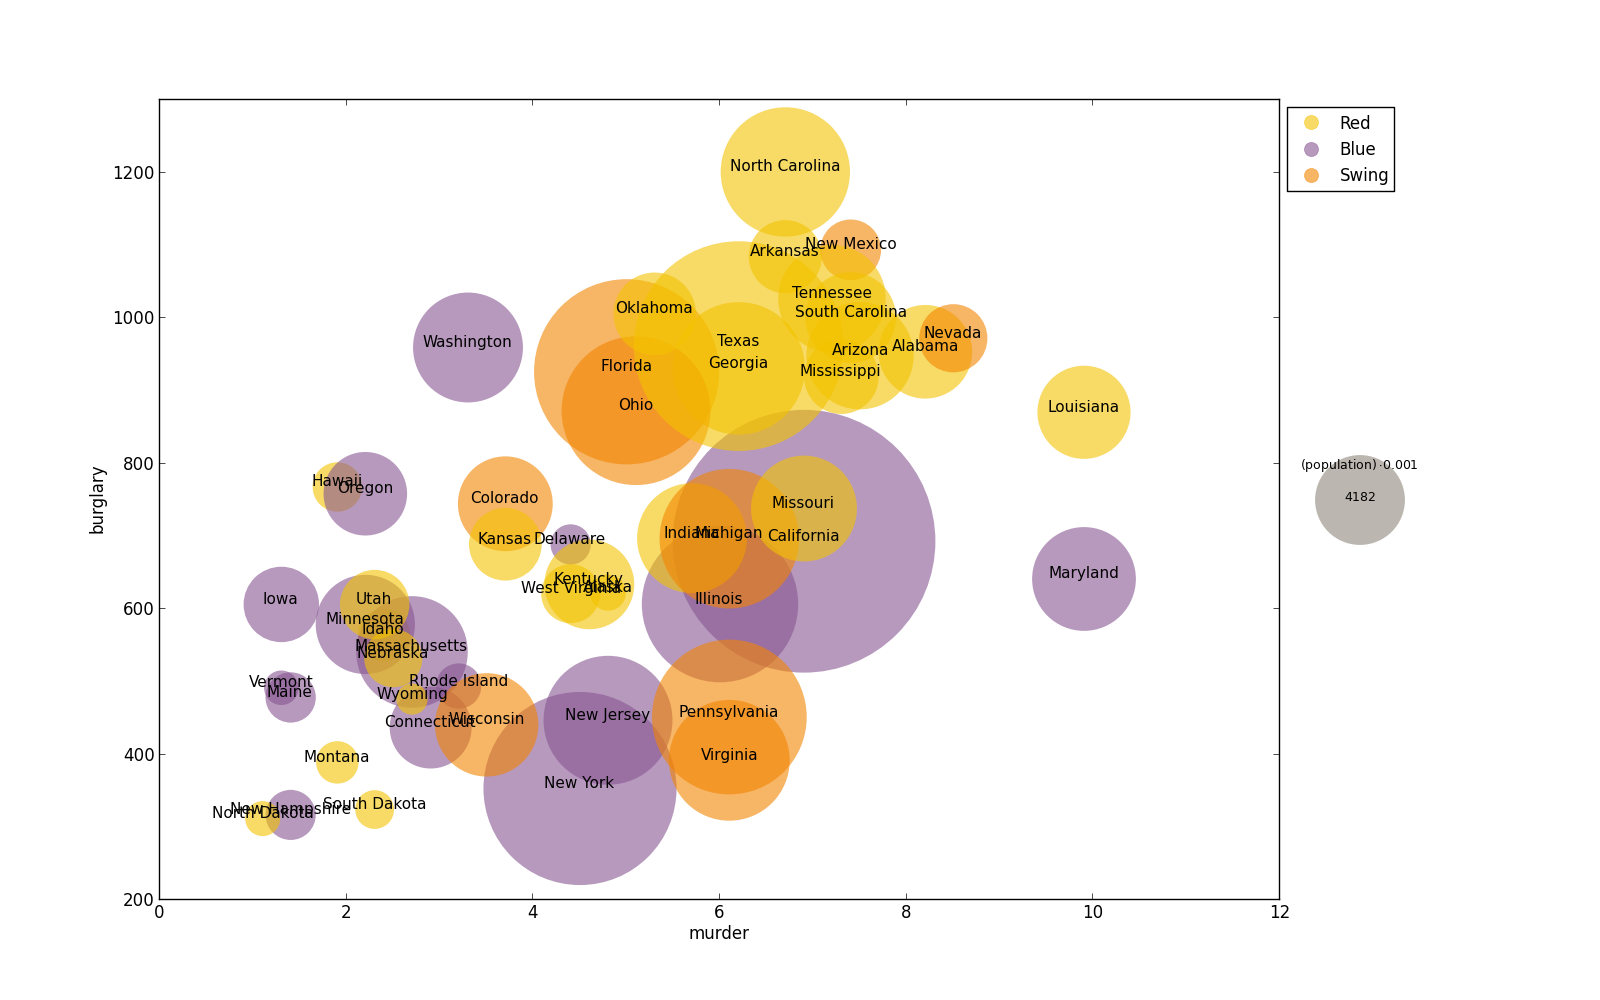 1200
1000
800
600
400
200
burglary
0
2
4
6
8
10
12
murder
North Carolina
Arkansas
New Mexico
Tennessee
Oklahoma
South Carolina
Washington
Texas
Nevada
Georgia
Arizona
Alabama
Florida
Mississippi
Ohio
Louisiana
Hawaii
Oregon
Colorado
Missouri
Kansas
Delaware
Indiana
Michigan
California
Kentucky
West Virginia
Alaska
Maryland
Iowa
Utah
Illinois
Minnesota
Idaho
Massachusetts
Nebraska
Vermont
Maine
Rhode Island
Wyoming
Connecticut
Wisconsin
New Jersey
Pennsylvania
Montana
Virginia
New York
South Dakota
New Hampshire
North Dakota
Red
Blue
Swing
(population)·0.001
4182